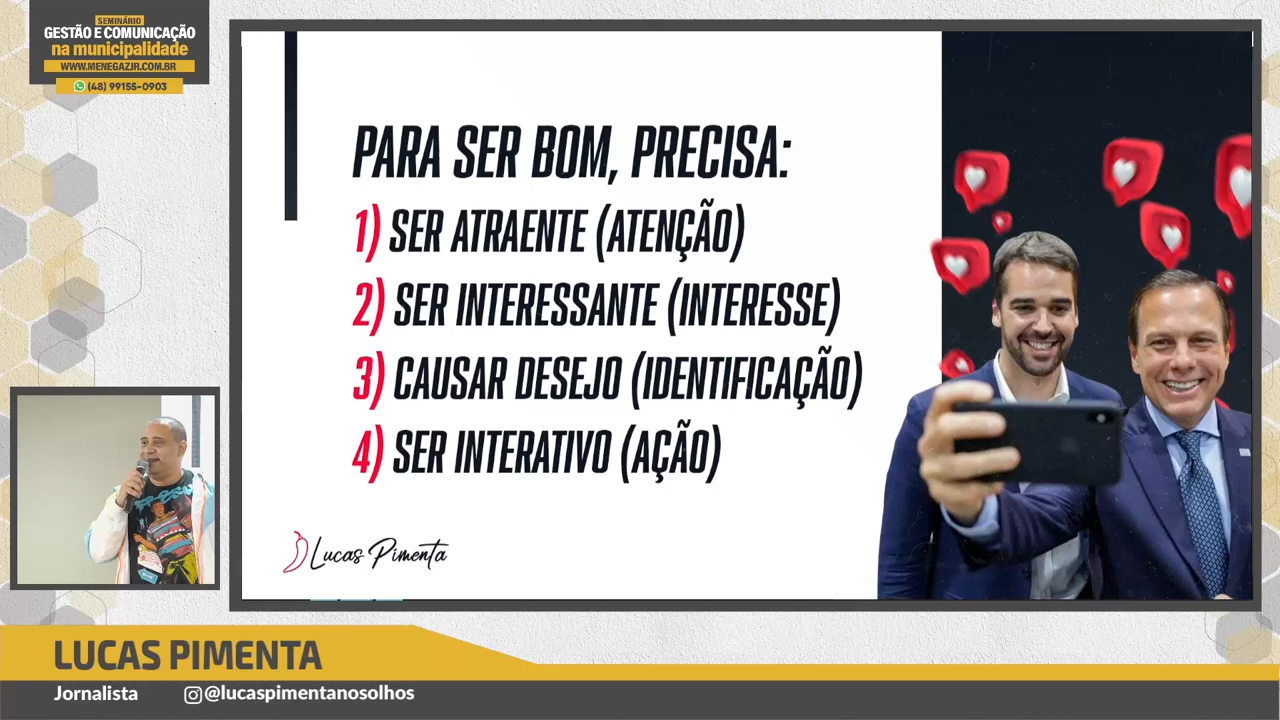 SEMINÁRIO
GESTÃO E COMUNICAÇÃO
na municipalidade
WWW.MENEGAZJR.COM.BR
(48) 99155-0903
PARA SER BOM, PRECISA:
1) SER ATRAENTE (ATENÇÃO)
2) SER INTERESSANTE (INTERESSE)
3) CAUSAR DESEJO (IDENTIFICAÇÃO)
4) SER INTERATIVO (AÇÃO)
Lucas Pimenta
LUCAS PIMENTA
Jornalista @lucaspimentanosolhos